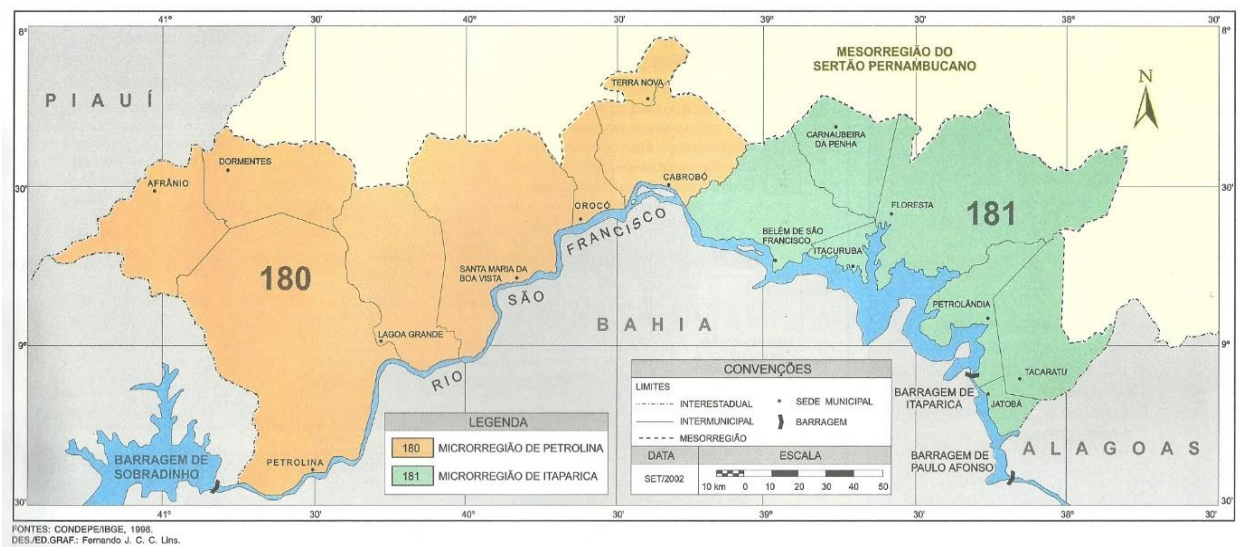 41° 30' 40° 30' 39° 30' 38° 30'
8° 8°
MESORREGIÃO DO
SERTÃO PERNAMBUCANO
N
PIAUÍ
TERRA NOVA
CARNAUBEIRA
DA PENHA
DORMENTES
AFRÂNIO
CABROBÓ
30' 30'
OROCÓ
FLORESTA
181
BELÉM DE SÃO
FRANCISCO
ITACURUBA
180
SANTA MARIA DA
BOA VISTA
RIO SÃO FRANCISCO
PETROLÂNDIA
BAHIA
LAGOA GRANDE
9° 9°
TACARATU
JATOBÁ
BARRAGEM DE
ITAPARICA
ALAGOAS
BARRAGEM DE
PAULO AFONSO
BARRAGEM DE
SOBRADINHO
PETROLINA
LEGENDA
180 MICRORREGIÃO DE PETROLINA
181 MICRORREGIÃO DE ITAPARICA
CONVENÇÕES
LIMITES
INTERESTADUAL
INTERMUNICIPAL
MESORREGIÃO
SEDE MUNICIPAL
BARRAGEM
DATA
SET/2002
ESCALA
10 km 0 10 20 30 40 50
30' 30'
41° 30' 40° 30' 39° 30' 38° 30'
FONTES: CONDEPE/IBGE, 1998.
DES./ED.GRAF.: Fernando J. C. C. Lins.